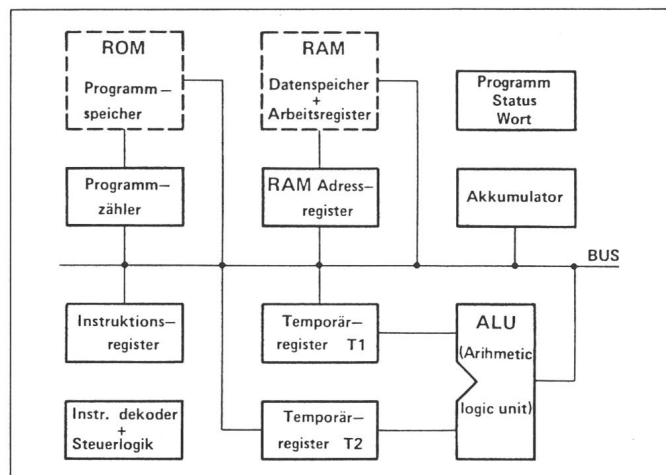 ROM
Programm—
speicher
RAM
Datenspeicher
+
Arbeitsregister
Programm
Status
Wort
Programm—
zähler
RAM Adress—
register
Akkumulator
BUS
Instruktions—
register
Temporär—
register T1
ALU
(Arihmetic
logic unit)
Instr. dekoder
+
Steuerlogik
Temporär—
register T2